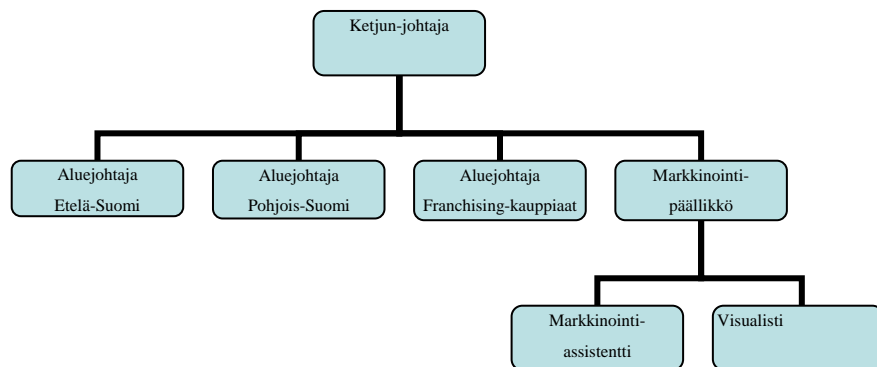 Ketjun-johtaja
Aluejohtaja
Etelä-Suomi
Aluejohtaja
Pohjois-Suomi
Aluejohtaja
Franchising-kauppiaat
Markkinointi-
päällikkö
Markkinointi-
assistentti
Visualisti